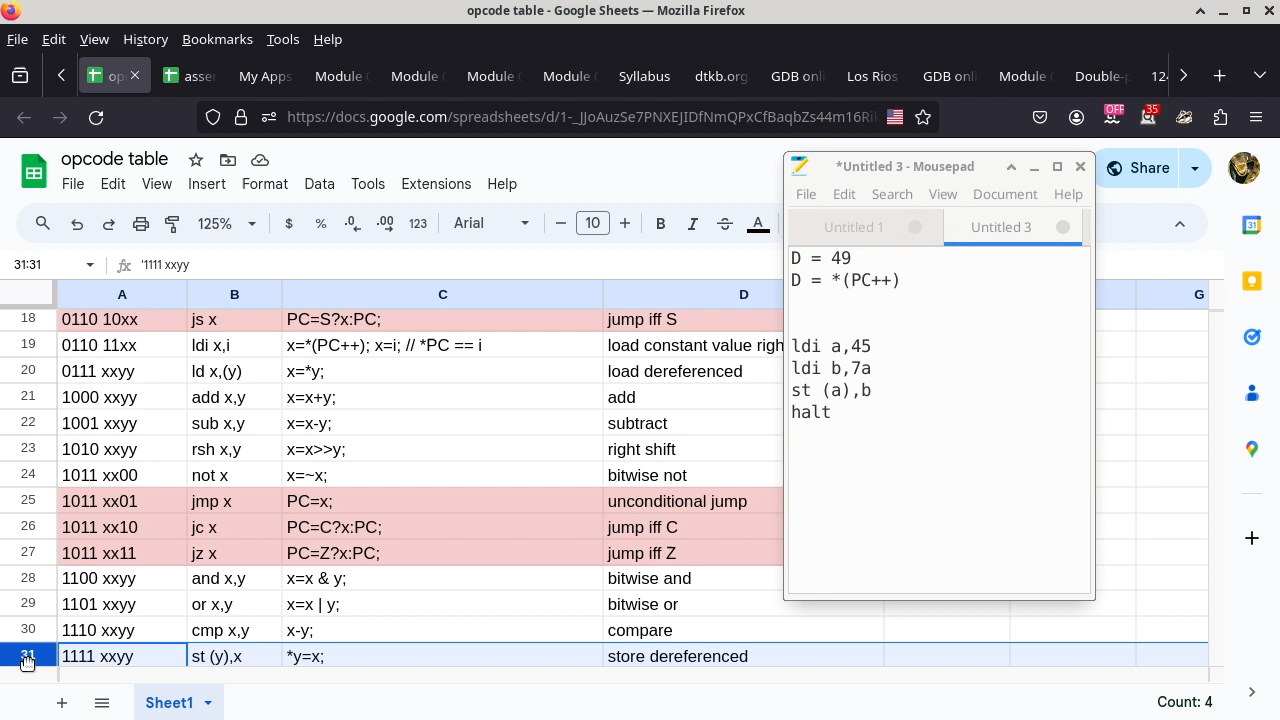 opcode table - Google Sheets — Mozilla Firefox
File Edit View History Bookmarks Tools Help
op asser My Apps Module Module Module Module Syllabus dtkb.org GDB onli Los Rios GDB onli Module Double-p 124
https://docs.google.com/spreadsheets/d/1-_JJoAuzSe7PNXEJIDfNmQPxCfBaqbZs44m16Rik
OFF 35
opcode table
File Edit View Insert Format Data Tools Extensions Help
Share
125% $ % .0 .00 123 Arial 10 B I S A
31:31 fx '1111 xxyy
A B C D G
18 0110 10xx js x PC=S?x:PC; jump iff S
19 0110 11xx ldi x,i x=*(PC++); x=i; // *PC == i load constant value righ
20 0111 xxyy ld x,(y) x=*y; load dereferenced
21 1000 xxyy add x,y x=x+y; add
22 1001 xxyy sub x,y x=x-y; subtract
23 1010 xxyy rsh x,y x=x>>y; right shift
24 1011 xx00 not x x=~x; bitwise not
25 1011 xx01 jmp x PC=x; unconditional jump
26 1011 xx10 jc x PC=C?x:PC; jump iff C
27 1011 xx11 jz x PC=Z?x:PC; jump iff Z
28 1100 xxyy and x,y x=x & y; bitwise and
29 1101 xxyy or x,y x=x | y; bitwise or
30 1110 xxyy cmp x,y x-y; compare
31 1111 xxyy st (y),x *y=x; store dereferenced
Sheet1
Count: 4
*Untitled 3 - Mousepad
File Edit Search View Document Help
Untitled 1 Untitled 3
D = 49
D = *(PC++)
ldi a,45
ldi b,7a
st (a),b
halt
31